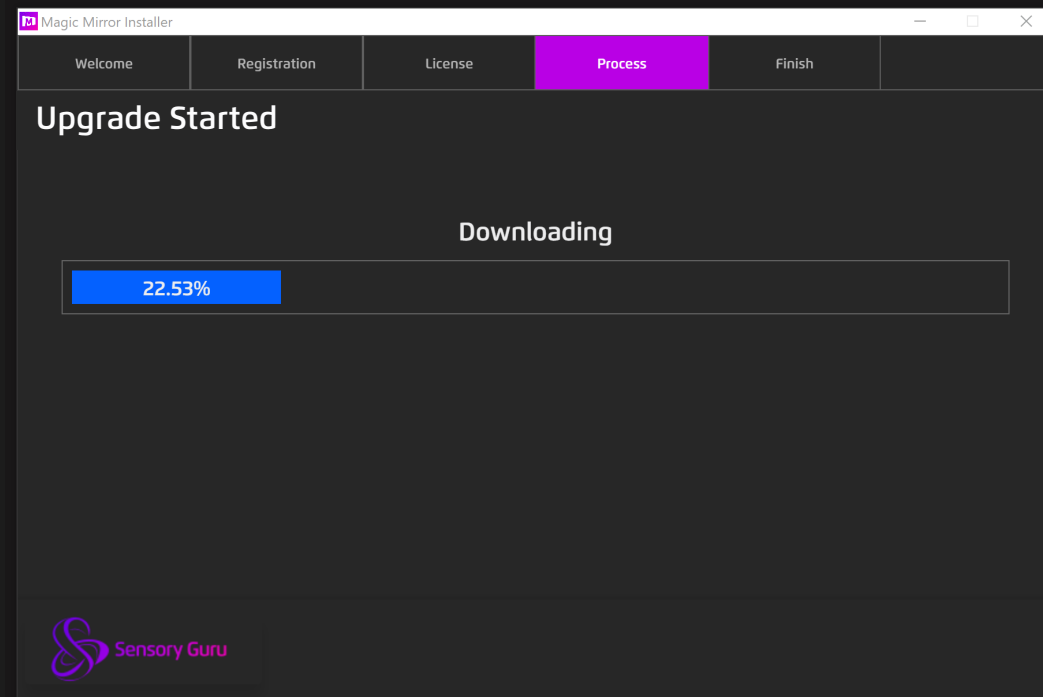 M Magic Mirror Installer
Welcome Registration License Process Finish
Upgrade Started
Downloading
22.53%
Sensory Guru